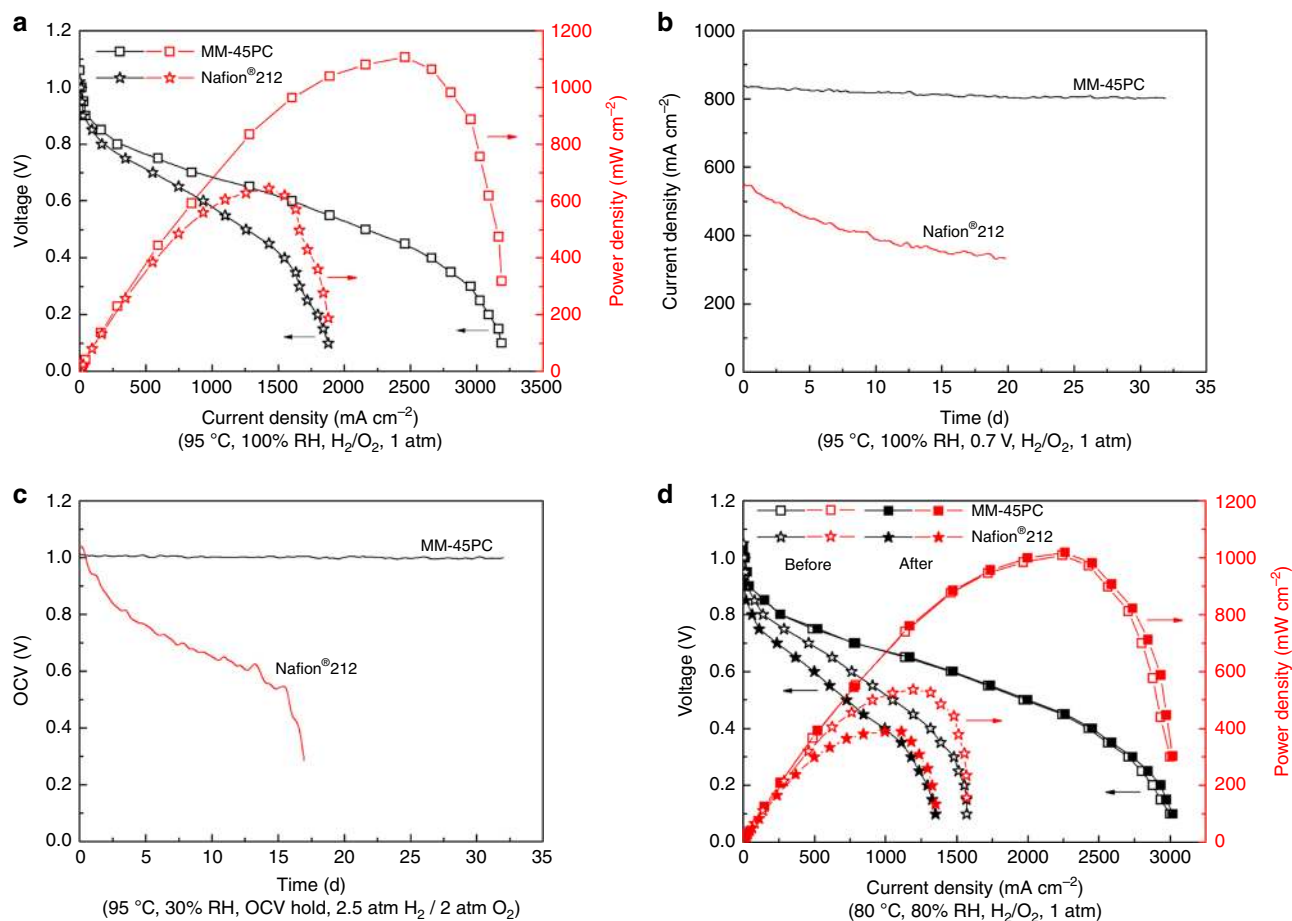 a
1.2
1.0
0.8
0.6
0.4
0.2
0.0
Voltage (V)
MM-45PC
Nafion®212
1200
1000
800
600
400
200
0
Power density (mW cm⁻²)
0 500 1000 1500 2000 2500 3000 3500
Current density (mA cm⁻²)
(95 °C, 100% RH, H₂/O₂, 1 atm)
b
1000
800
600
400
200
0
Current density (mA cm⁻²)
MM-45PC
Nafion®212
0 5 10 15 20 25 30 35
Time (d)
(95 °C, 100% RH, 0.7 V, H₂/O₂, 1 atm)
c
1.2
1.0
0.8
0.6
0.4
0.2
0.0
OCV (V)
MM-45PC
Nafion®212
0 5 10 15 20 25 30 35
Time (d)
(95 °C, 30% RH, OCV hold, 2.5 atm H₂ / 2 atm O₂)
d
1.2
1.0
0.8
0.6
0.4
0.2
0.0
Voltage (V)
MM-45PC
Nafion®212
Before After
1200
1000
800
600
400
200
0
Power density (mW cm⁻²)
0 500 1000 1500 2000 2500 3000
Current density (mA cm⁻²)
(80 °C, 80% RH, H₂/O₂, 1 atm)